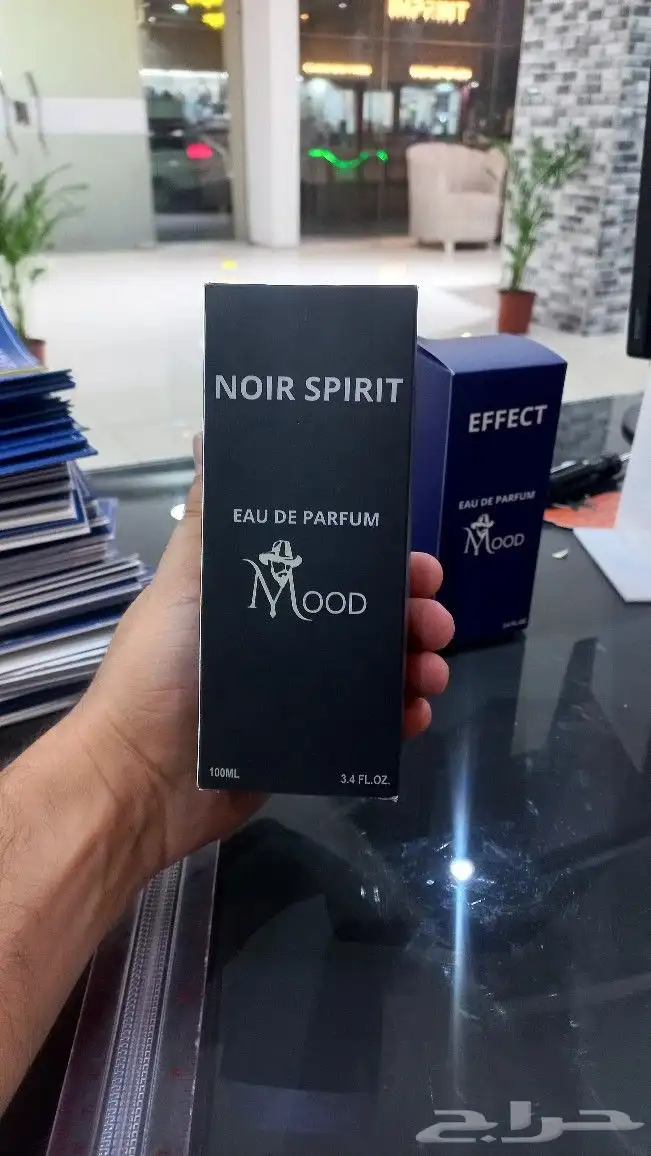 NOIR SPIRIT
EAU DE PARFUM
MOOD
100ML
3.4 FL.OZ.
EFFECT
EAU DE PARFUM
MOOD
حراج